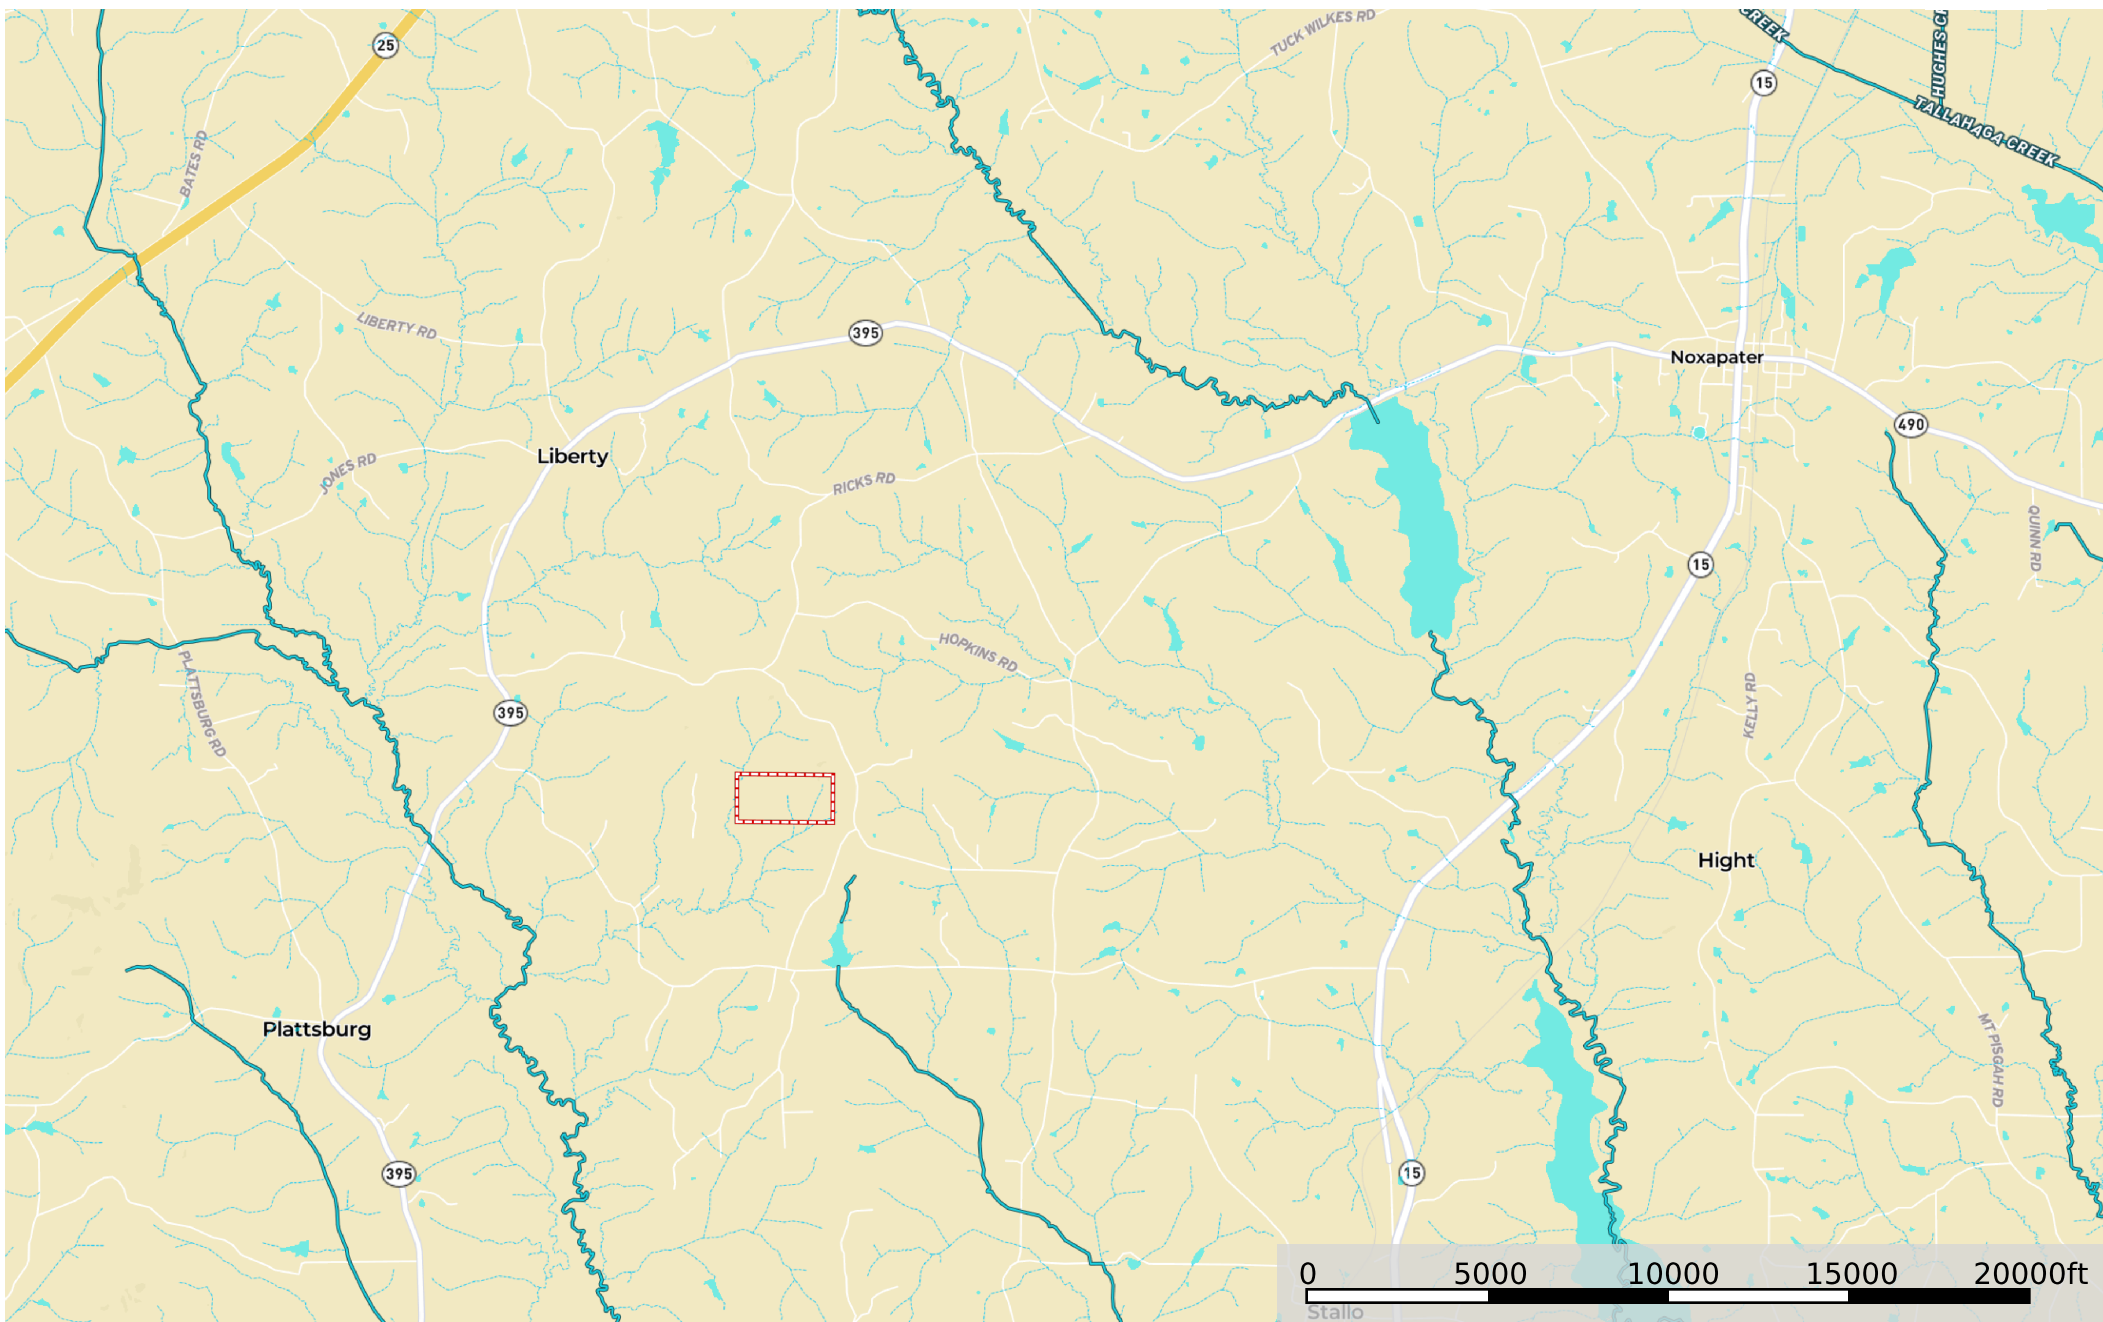 TUCK WILKES RD
CREEK
HUGHES C
25
15
TALLAHAGA CREEK
BATES RD
LIBERTY RD
395
Noxapater
490
JONES RD
Liberty
RICKS RD
QUINN RD
15
HOPKINS RD
PLATTSBURG RD
KELLY RD
395
Hight
Plattsburg
MT PISGAH RD
395
15
0 5000 10000 15000 20000ft
Stallo